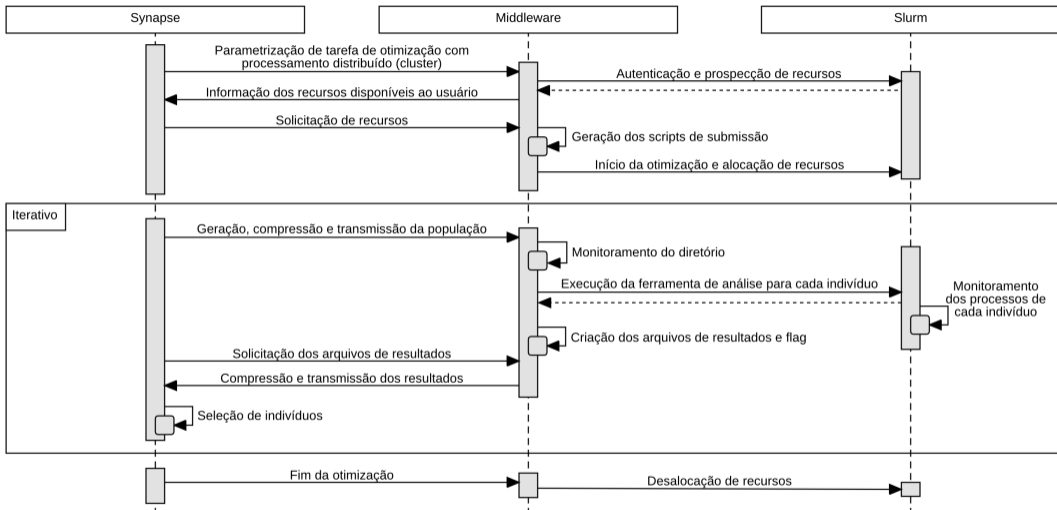 Synapse
Middleware
Slurm
Parametrização de tarefa de otimização com
processamento distribuído (cluster)
Autenticação e prospecção de recursos
Informação dos recursos disponíveis ao usuário
Solicitação de recursos
Geração dos scripts de submissão
Início da otimização e alocação de recursos
Iterativo
Geração, compressão e transmissão da população
Monitoramento do diretório
Execução da ferramenta de análise para cada indivíduo
Monitoramento
dos processos de
cada indivíduo
Criação dos arquivos de resultados e flag
Solicitação dos arquivos de resultados
Compressão e transmissão dos resultados
Seleção de indivíduos
Fim da otimização
Desalocação de recursos